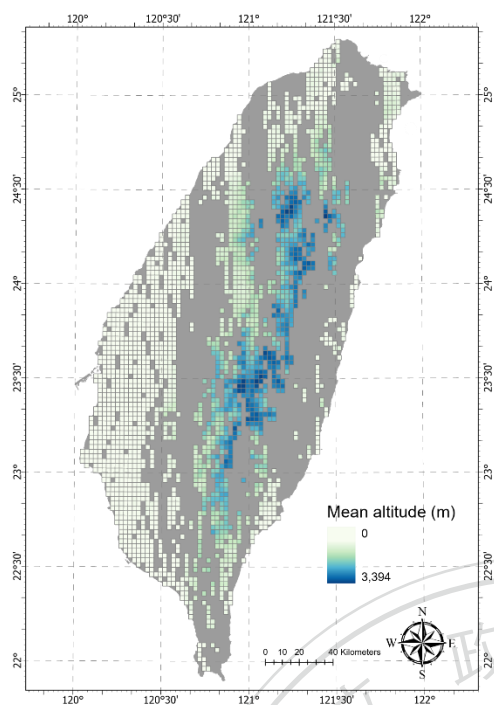 120° 120°30' 121° 121°30' 122°
25° 25°
24°30' 24°30'
24° 24°
23°30' 23°30'
23° 23°
Mean altitude (m)
0
3,394
22°30' 22°30'
N
W E
S
0 10 20 40 Kilometers
22° 22°
政
120° 120°30' 121° 121°30' 122°